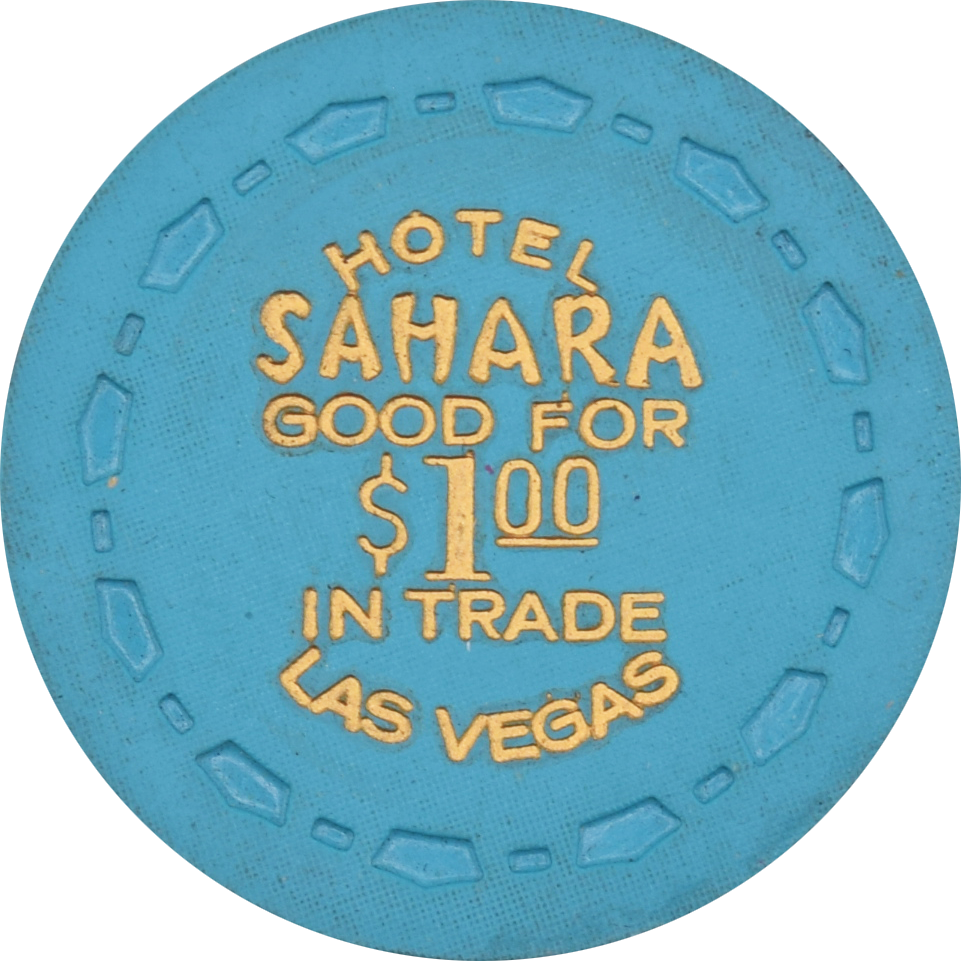 HOTEL
SAHARA
GOOD FOR
$1.00
IN TRADE
LAS VEGAS